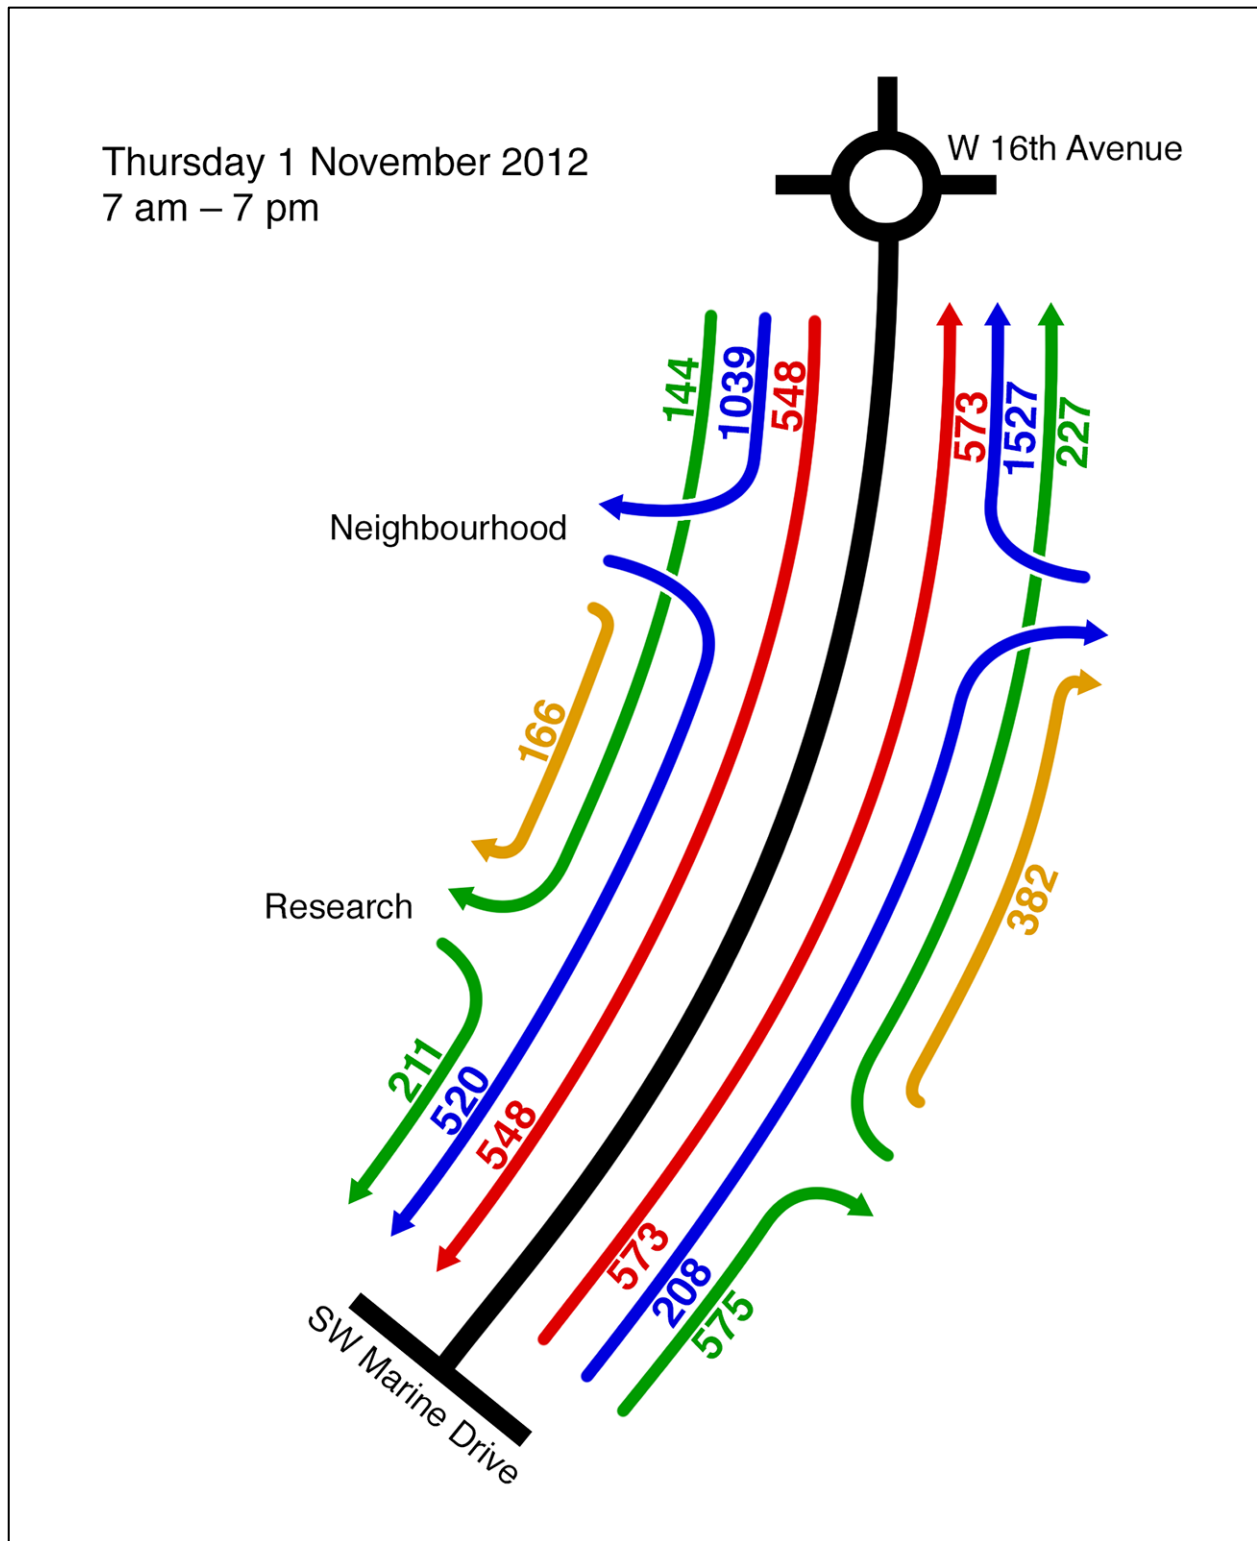 Thursday 1 November 2012
7 am – 7 pm
W 16th Avenue
144
1039
548
573
1527
227
Neighbourhood
166
382
Research
211
520
548
573
208
575
SW Marine Drive